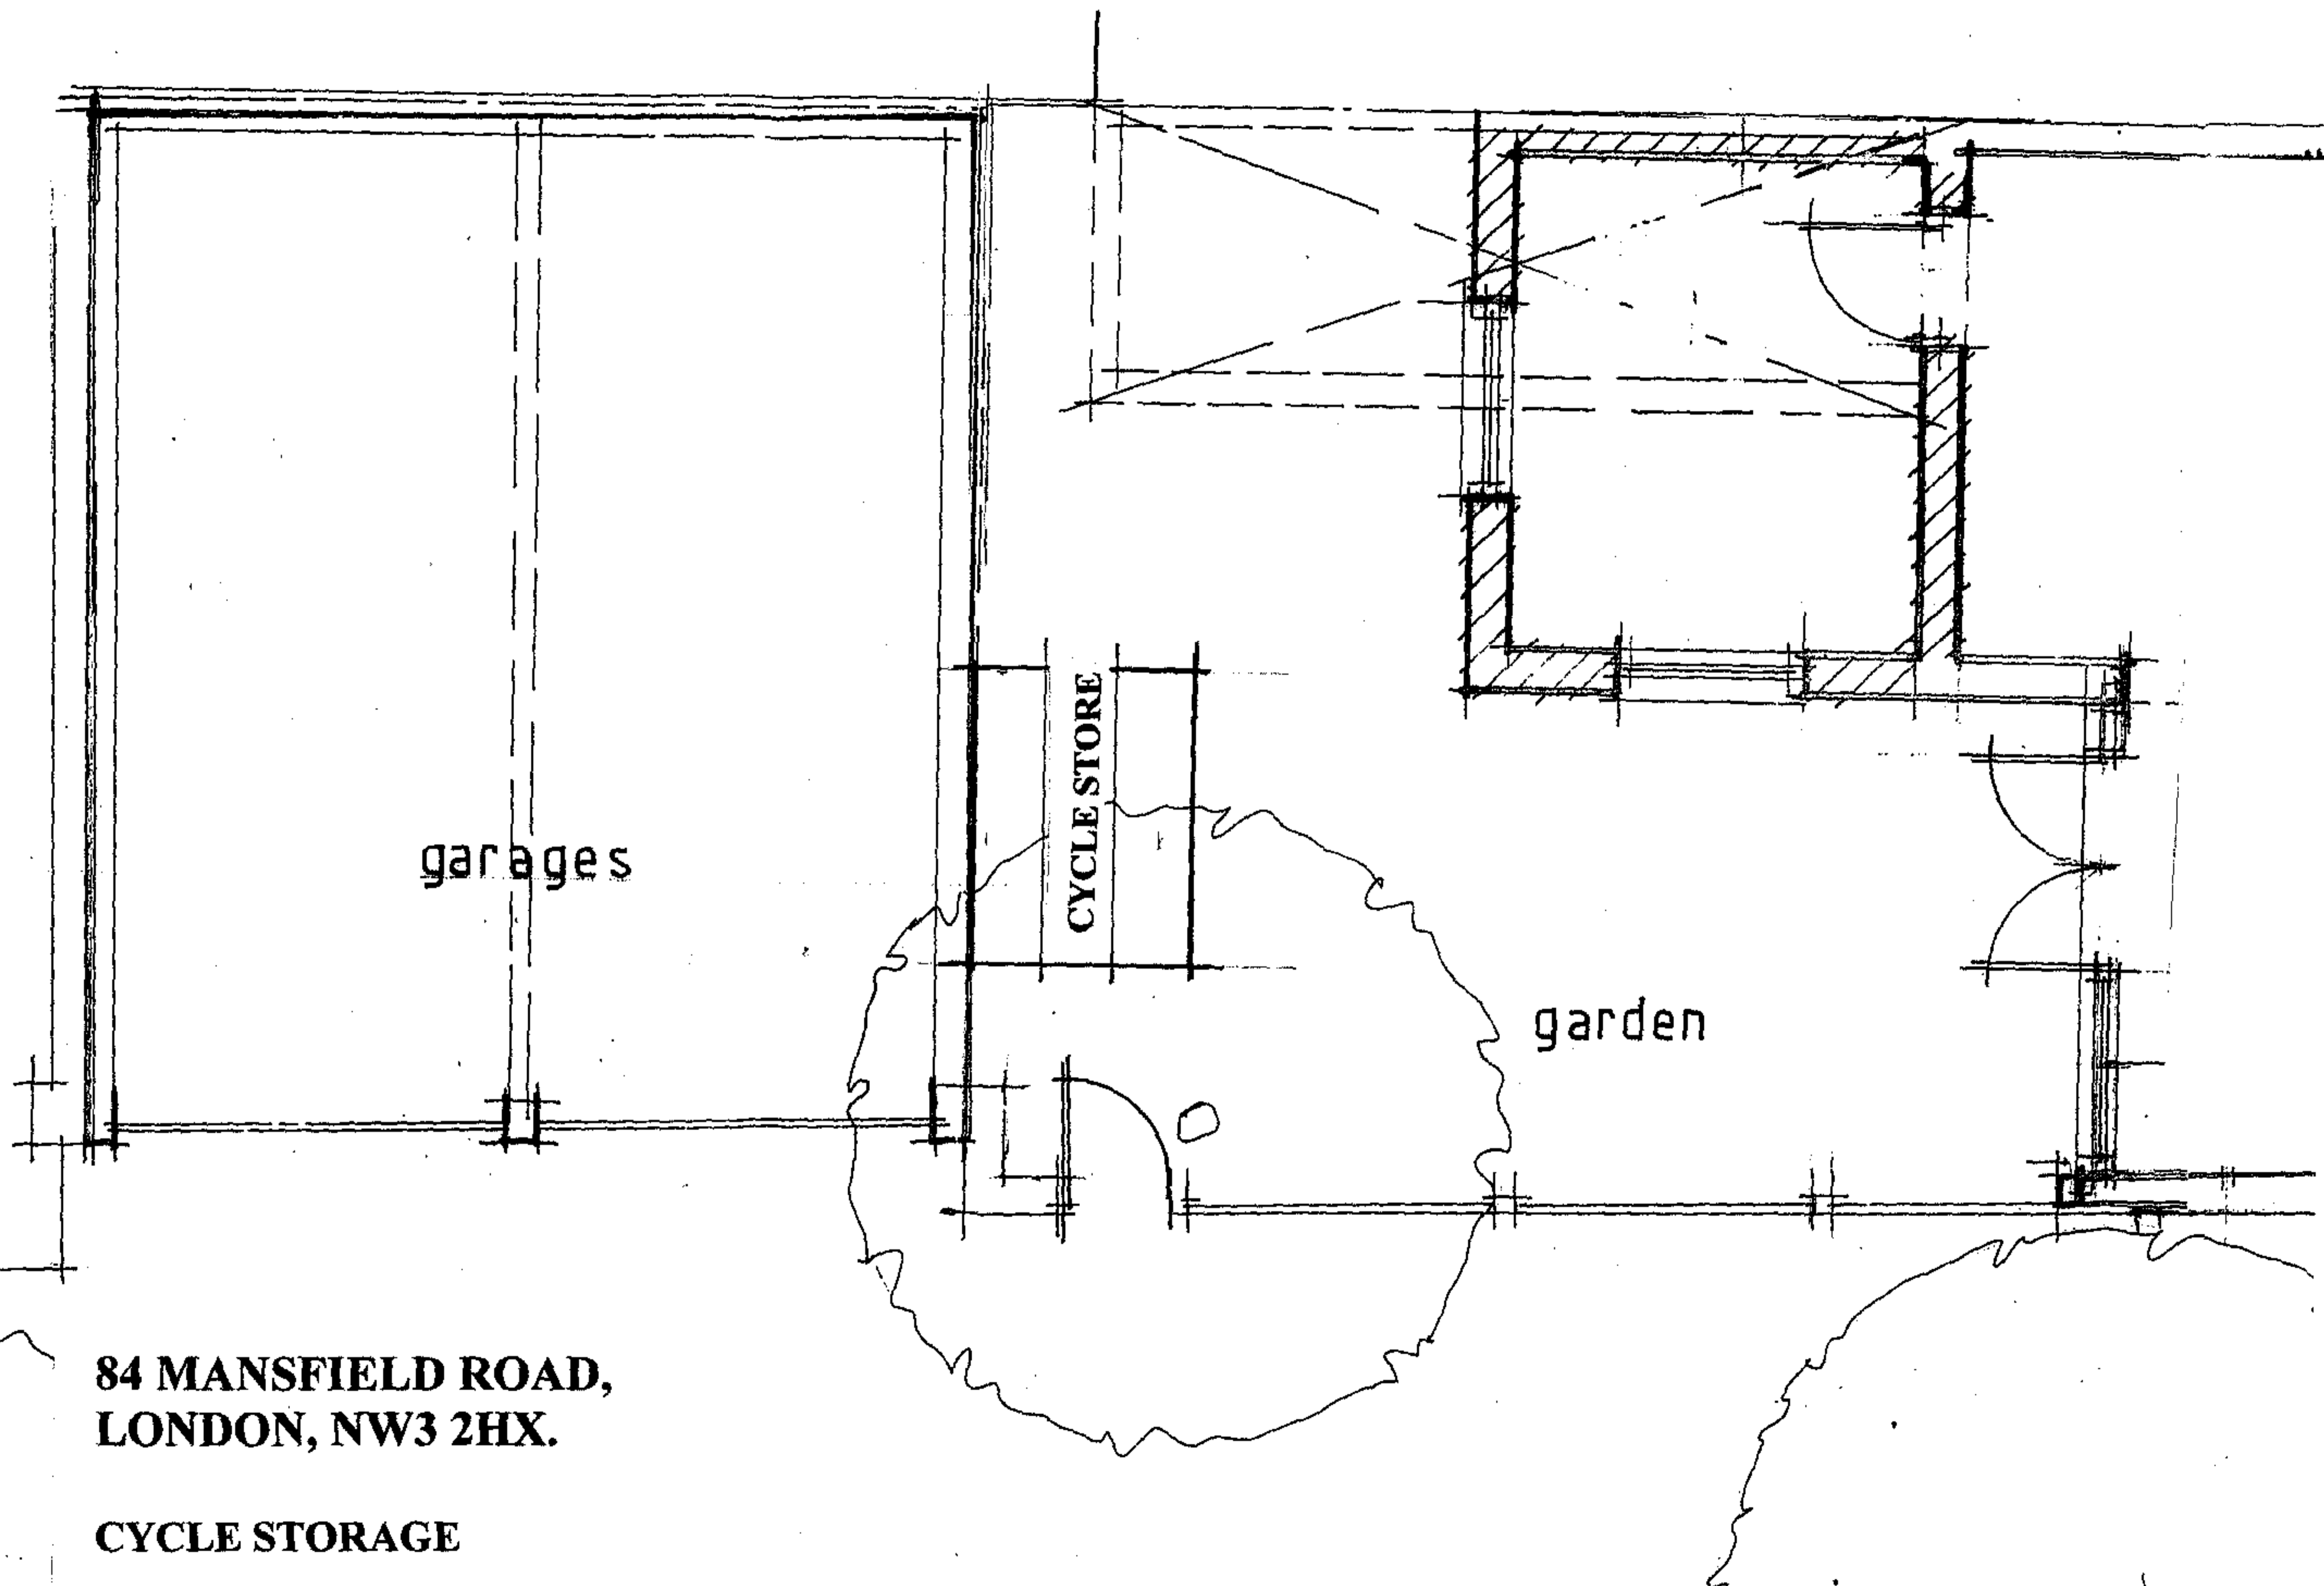 CYCLE STORE
garages
garden
84 MANSFIELD ROAD,
LONDON, NW3 2HX.
CYCLE STORAGE